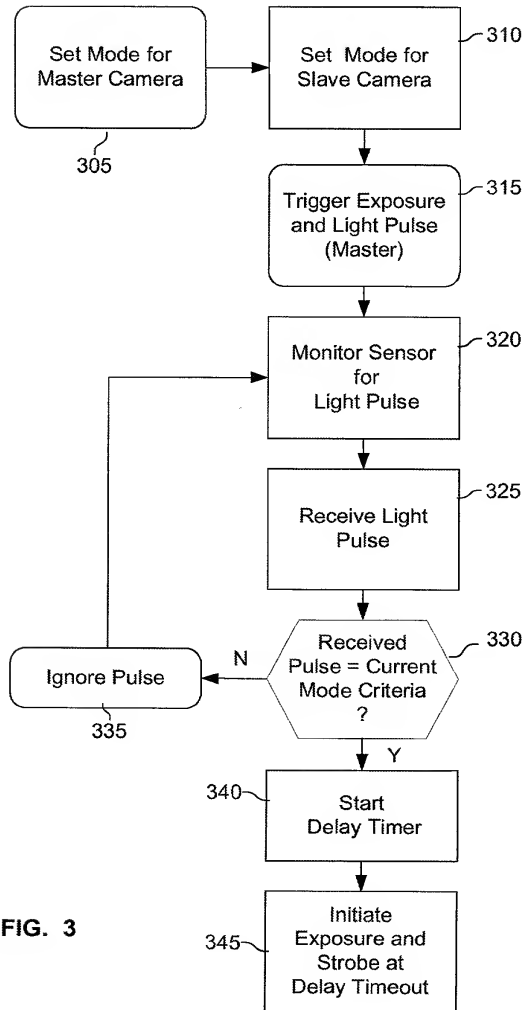 Set Mode for
Master Camera
305
Set Mode for
Slave Camera
310
Trigger Exposure
and Light Pulse
(Master)
315
Monitor Sensor
for
Light Pulse
320
Receive Light
Pulse
325
Received
Pulse = Current
Mode Criteria
?
330
N
Ignore Pulse
335
Y
340
Start
Delay Timer
FIG. 3
345
Initiate
Exposure and
Strobe at
Delay Timeout